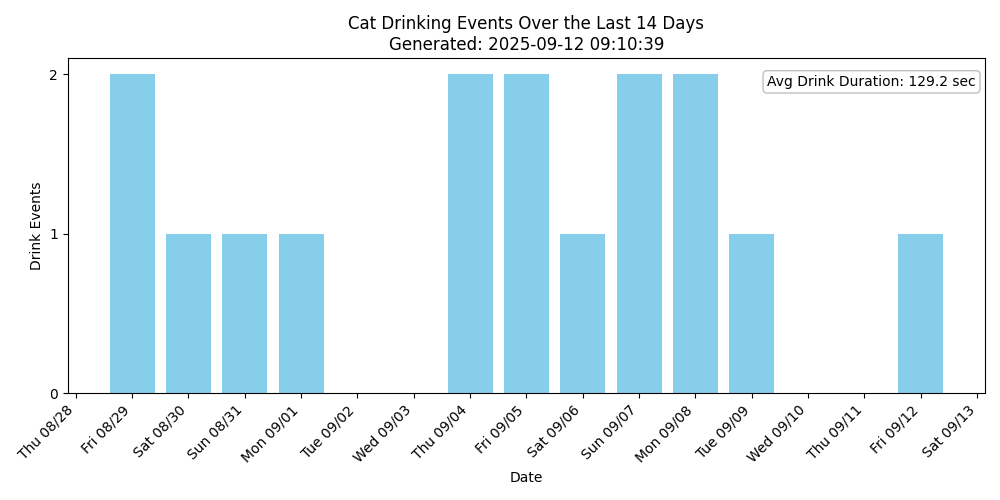 Cat Drinking Events Over the Last 14 Days
Generated: 2025-09-12 09:10:39
Avg Drink Duration: 129.2 sec
Drink Events
2
1
0
Thu 08/28
Fri 08/29
Sat 08/30
Sun 08/31
Mon 09/01
Tue 09/02
Wed 09/03
Thu 09/04
Fri 09/05
Sat 09/06
Sun 09/07
Mon 09/08
Tue 09/09
Wed 09/10
Thu 09/11
Fri 09/12
Sat 09/13
Date